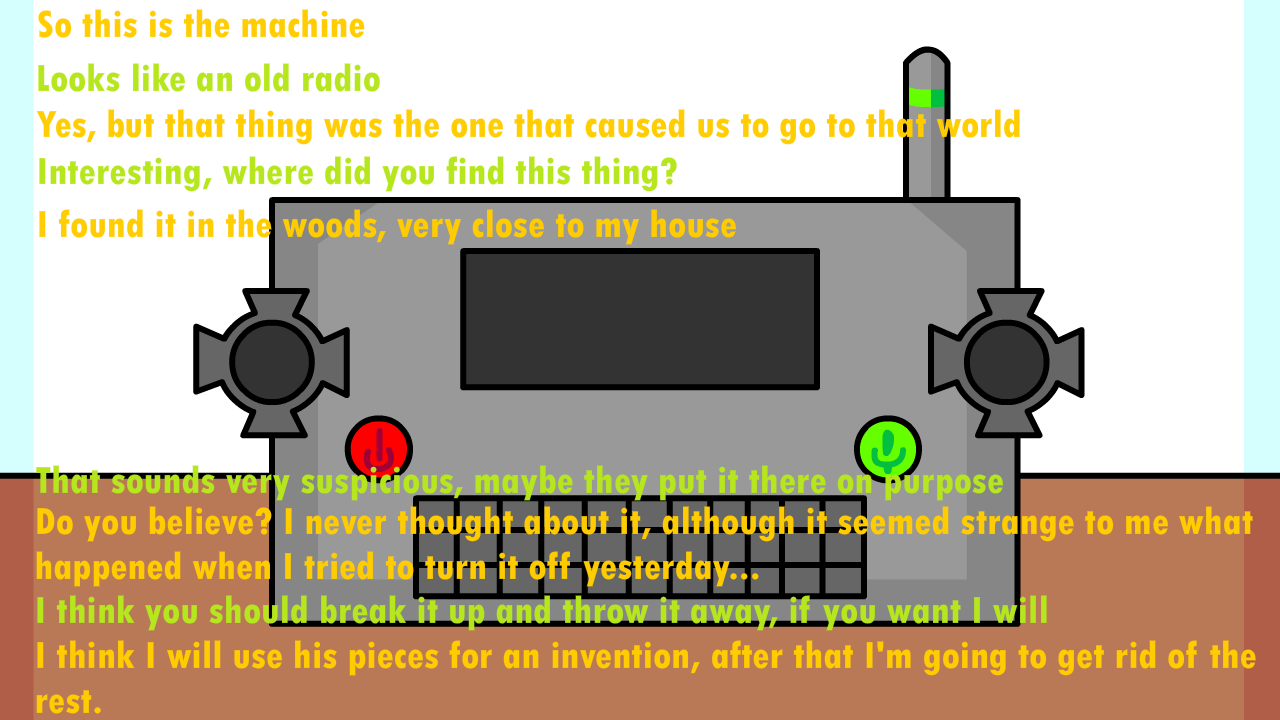 So this is the machine
Looks like an old radio
Yes, but that thing was the one that caused us to go to that world
Interesting, where did you find this thing?
I found it in the woods, very close to my house
That sounds very suspicious, maybe they put it there on purpose
Do you believe? I never thought about it, although it seemed strange to me what
happened when I tried to turn it off yesterday...
I think you should break it up and throw it away, if you want I will
I think I will use his pieces for an invention, after that I'm going to get rid of the
rest.